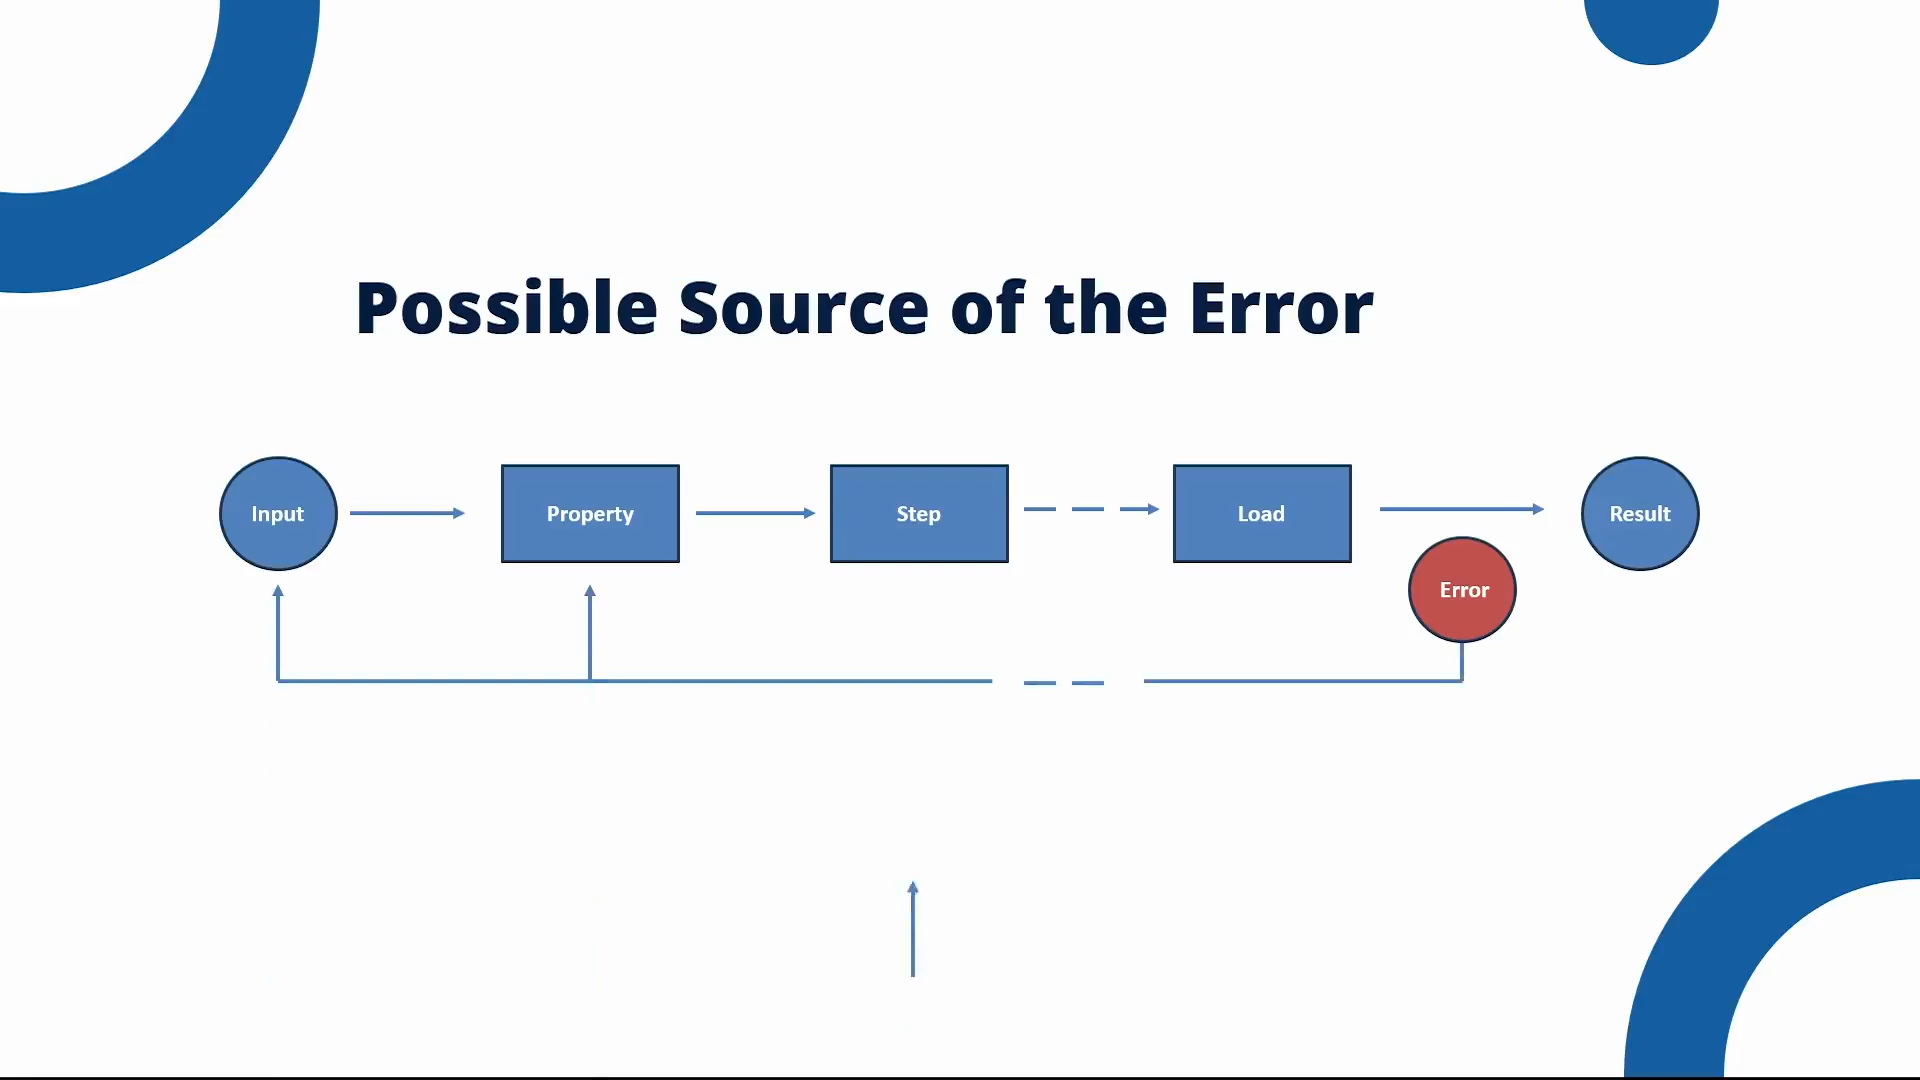 Possible Source of the Error
Input
Property
Step
Load
Result
Error